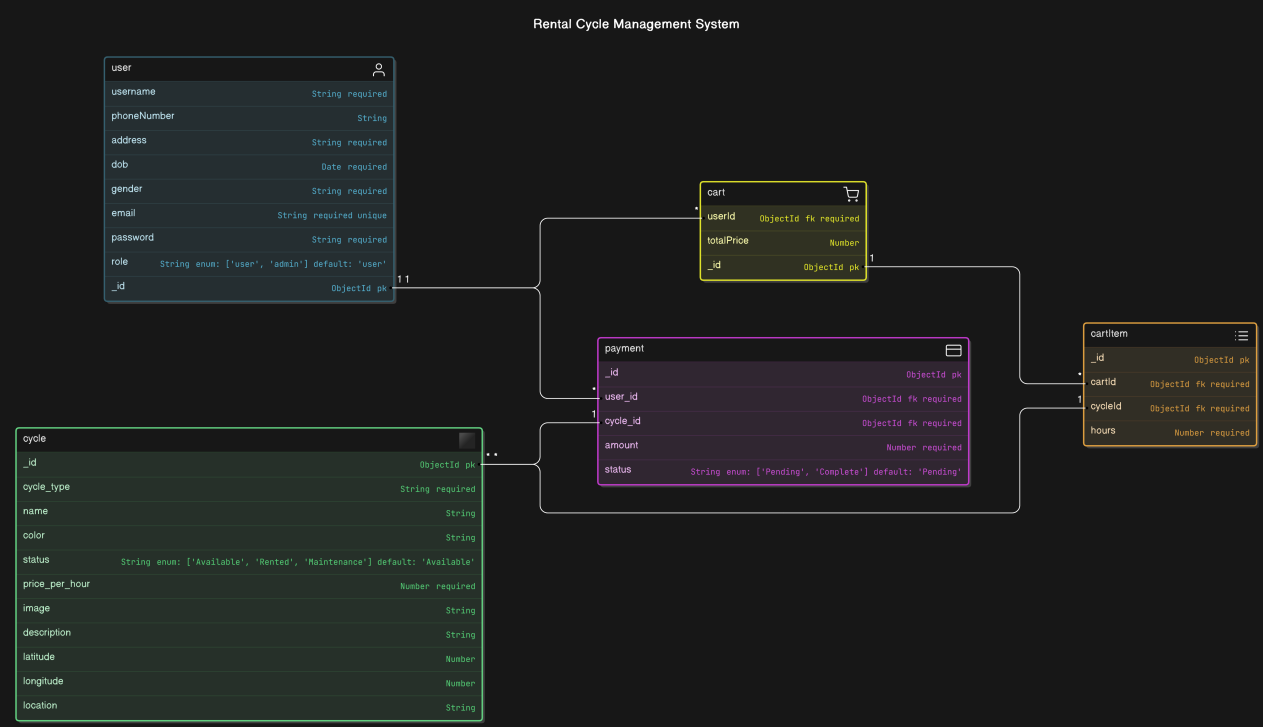 Rental Cycle Management System
user
username String required
phoneNumber String
address String required
dob Date required
gender String required
email String required unique
password String required
role String enum: ['user', 'admin'] default: 'user'
_id ObjectId pk
1 1
cart
* userId ObjectId fk required
totalPrice Number
_id ObjectId pk
1
payment
_id ObjectId pk
* user_id ObjectId fk required
1 cycle_id ObjectId fk required
amount Number required
status String enum: ['Pending', 'Complete'] default: 'Pending'
cartItem
_id ObjectId pk
* cartId ObjectId fk required
1 cycleId ObjectId fk required
hours Number required
cycle
_id ObjectId pk
* *
cycle_type String required
name String
color String
status String enum: ['Available', 'Rented', 'Maintenance'] default: 'Available'
price_per_hour Number required
image String
description String
latitude Number
longitude Number
location String